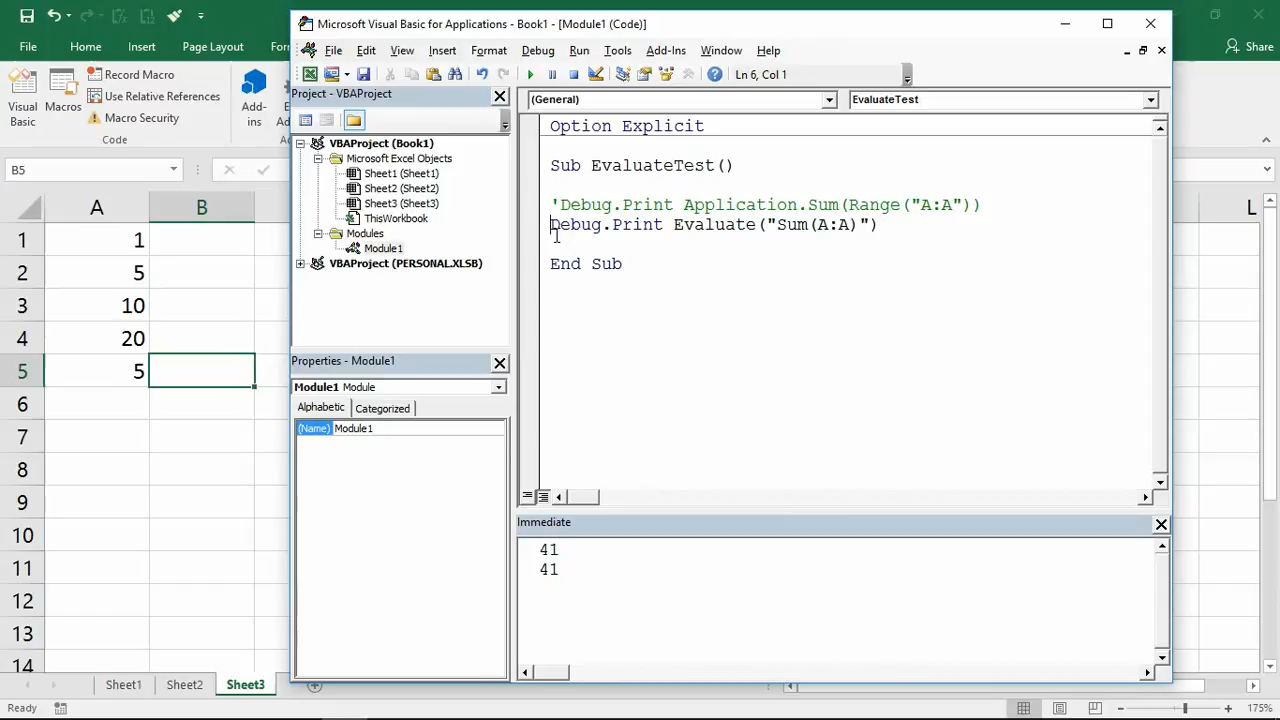 Microsoft Visual Basic for Applications - Book1 - [Module1 (Code)]
File Home Insert Page Layout
Share
File Edit View Insert Format Debug Run Tools Add-Ins Window Help
Ln 6, Col 1
Visual Basic
Macros
Record Macro
Use Relative References
Macro Security
Code
Add-ins
B5
Project - VBAProject
VBAProject (Book1)
Microsoft Excel Objects
Sheet1 (Sheet1)
Sheet2 (Sheet2)
Sheet3 (Sheet3)
ThisWorkbook
Modules
Module1
VBAProject (PERSONAL.XLSB)
Properties - Module1
Module1 Module
Alphabetic Categorized
(Name) Module1
(General) EvaluateTest
Option Explicit
Sub EvaluateTest()
'Debug.Print Application.Sum(Range("A:A"))
Debug.Print Evaluate("Sum(A:A)")
End Sub
Immediate
41
41
A B L
1 1
2 5
3 10
4 20
5 5
6
7
8
9
10
11
12
13
14
Sheet1 Sheet2 Sheet3
Ready
175%